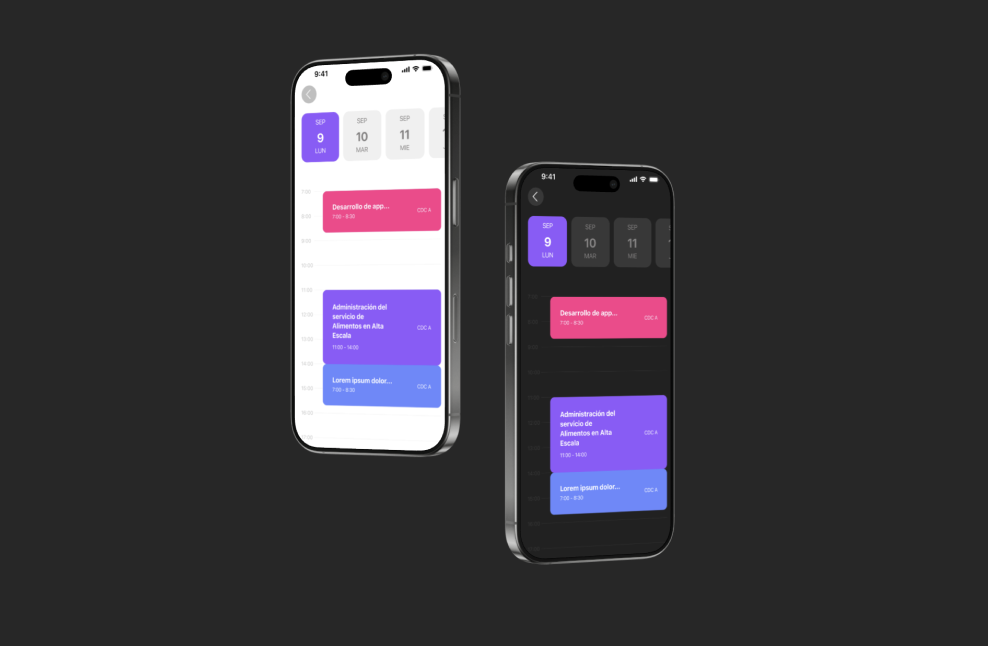 9:41
SEP
9
LUN
SEP
10
MAR
SEP
11
MIE
7:00
8:00
9:00
10:00
11:00
12:00
13:00
14:00
15:00
16:00
Desarrollo de app...
7:00 - 8:30
CDC A
Administración del
servicio de
Alimentos en Alta
Escala
11:00 - 14:00
CDC A
Lorem ipsum dolor...
7:00 - 8:30
CDC A
9:41
SEP
9
LUN
SEP
10
MAR
SEP
11
MIE
Desarrollo de app...
7:00 - 8:30
CDC A
Administración del
servicio de
Alimentos en Alta
Escala
11:00 - 14:00
CDC A
Lorem ipsum dolor...
7:00 - 8:30
CDC A